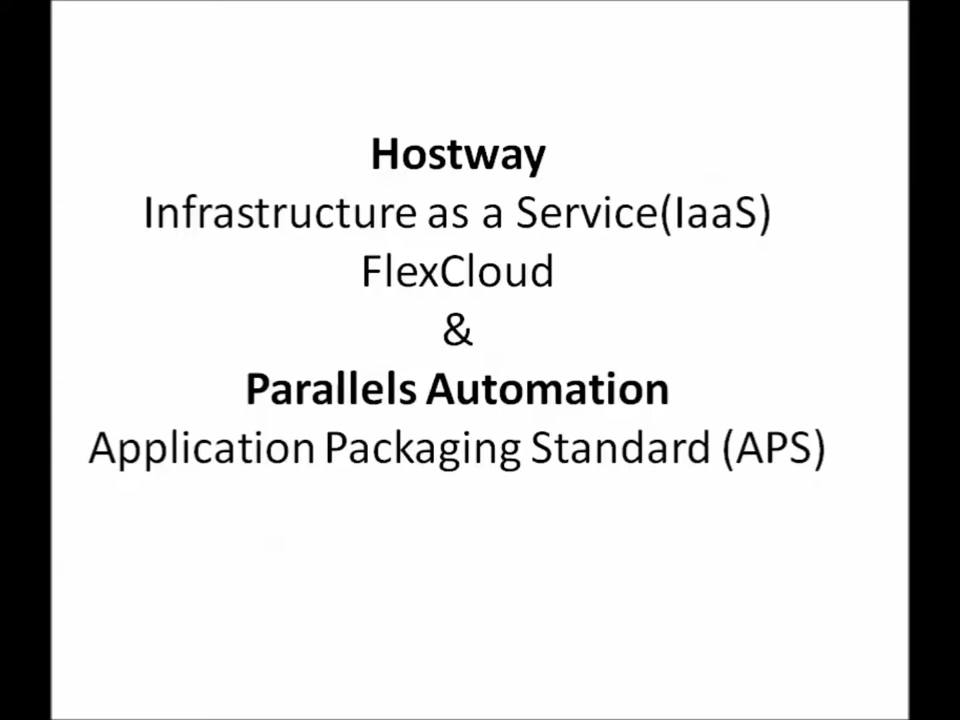 Hostway
Infrastructure as a Service(IaaS)
FlexCloud
&
Parallels Automation
Application Packaging Standard (APS)